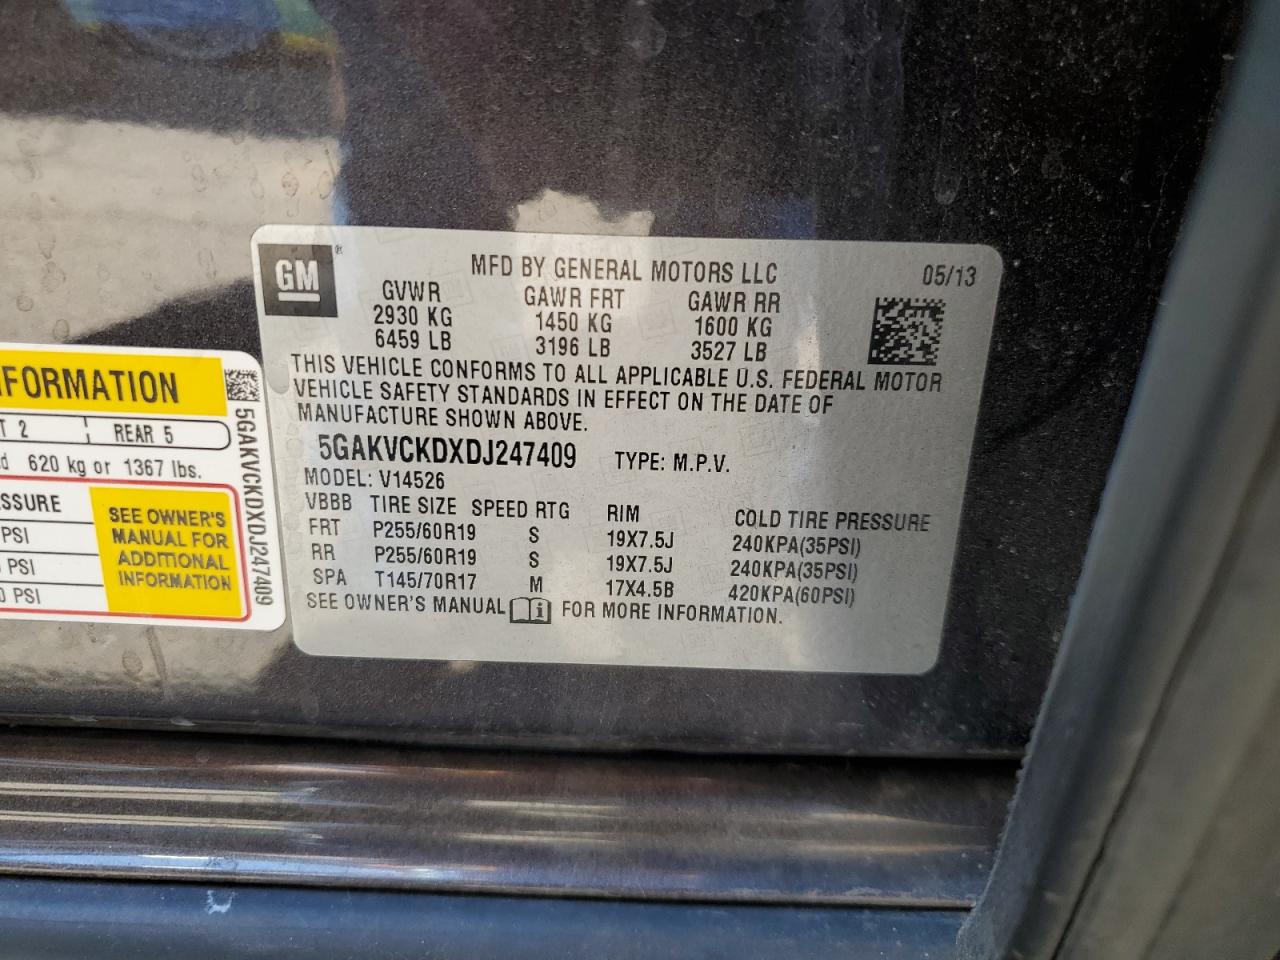 GM®
MFD BY GENERAL MOTORS LLC
05/13
GVWR GAWR FRT GAWR RR
2930 KG 1450 KG 1600 KG
6459 LB 3196 LB 3527 LB
THIS VEHICLE CONFORMS TO ALL APPLICABLE U.S. FEDERAL MOTOR
VEHICLE SAFETY STANDARDS IN EFFECT ON THE DATE OF
MANUFACTURE SHOWN ABOVE.
5GAKVCKDXDJ247409 TYPE: M.P.V.
MODEL: V14526
VBBB TIRE SIZE SPEED RTG RIM COLD TIRE PRESSURE
FRT P255/60R19 S 19X7.5J 240KPA(35PSI)
RR P255/60R19 S 19X7.5J 240KPA(35PSI)
SPA T145/70R17 M 17X4.5B 420KPA(60PSI)
SEE OWNER'S MANUAL i FOR MORE INFORMATION.
NFORMATION
T 2 REAR 5
d 620 kg or 1367 lbs.
SSURE
PSI
PSI
0 PSI
SEE OWNER'S
MANUAL FOR
ADDITIONAL
INFORMATION
5GAKVCKDXDJ247409